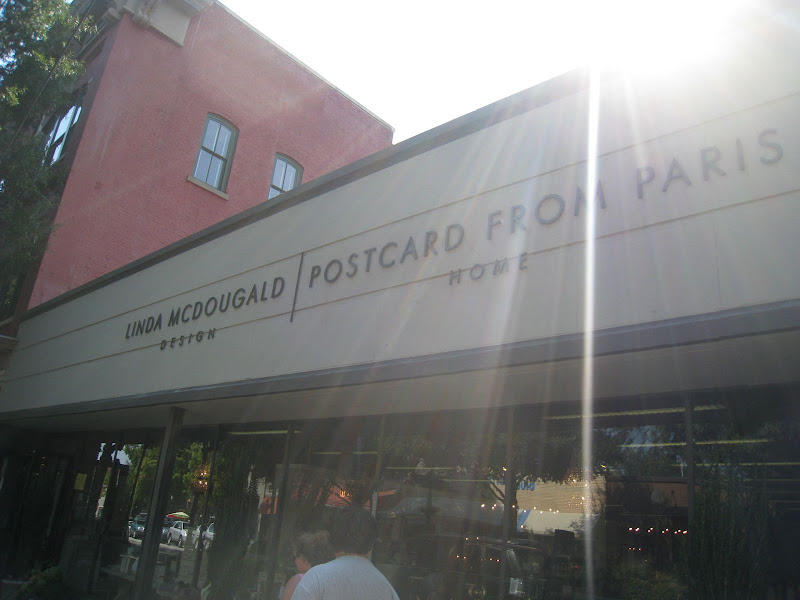 LINDA MCDOUGALD
DESIGN
POSTCARD FROM PARIS
HOME